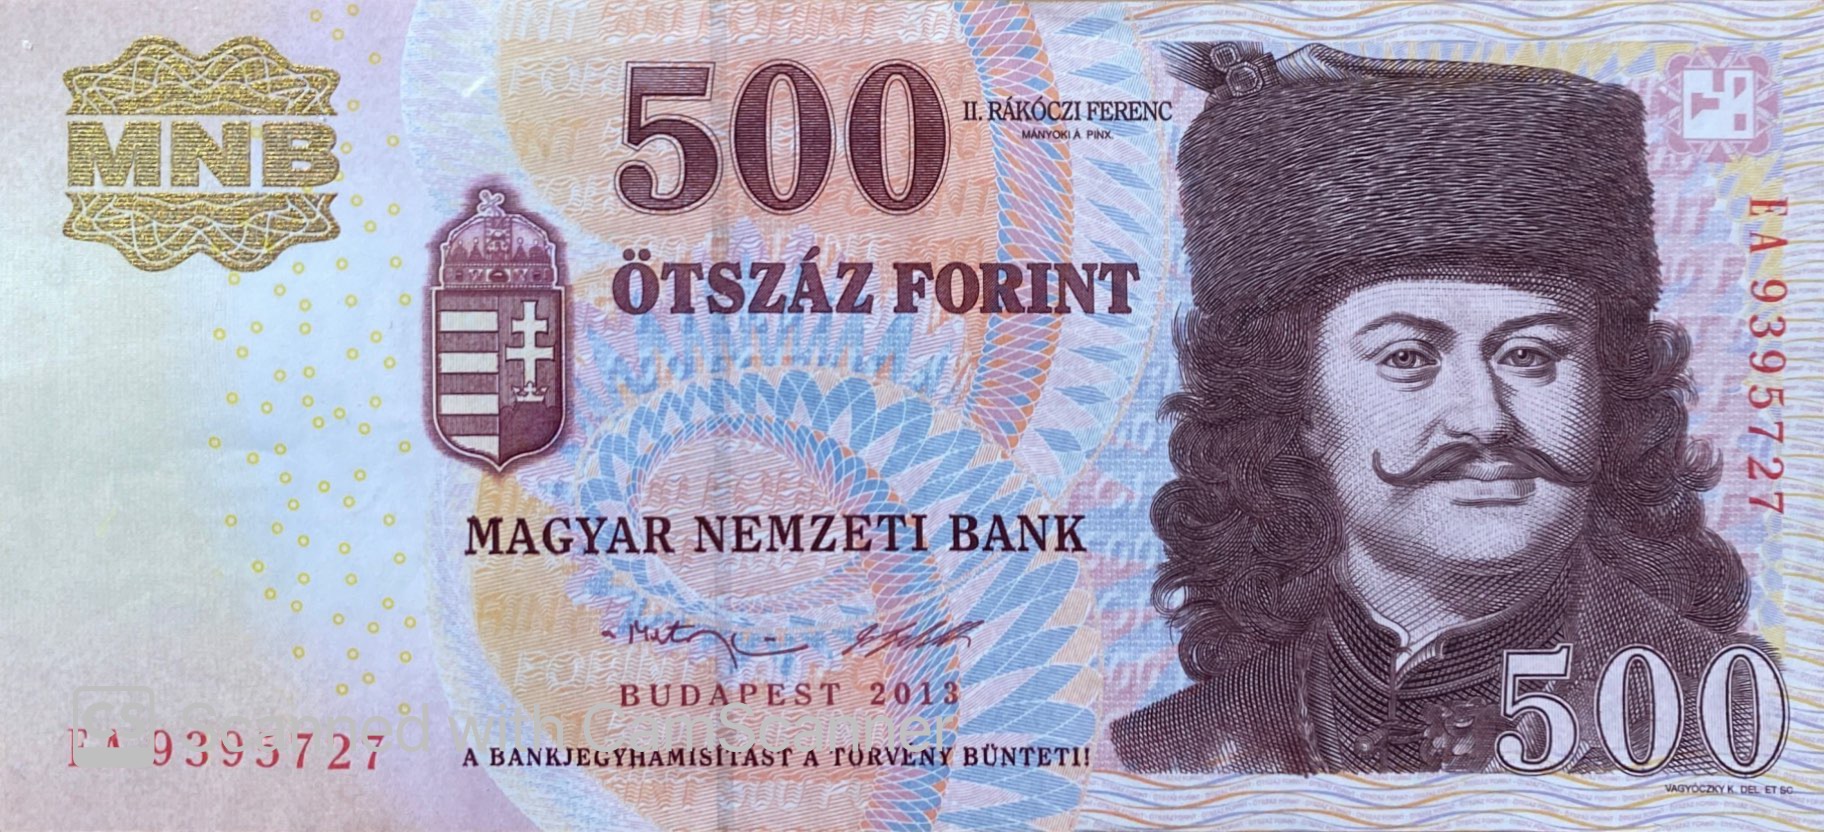 MNB
500
II. RÁKÓCZI FERENC
MÁNYOKI Á. PINX.
ÖTSZÁZ FORINT
EA 9395727
MAGYAR NEMZETI BANK
BUDAPEST 2013
EA 9395727
CS Scanned with CamScanner
A BANKJEGYHAMISÍTÁST A TÖRVÉNY BÜNTETI!
500
VAGYÓCZKY K. DEL. ET SC.